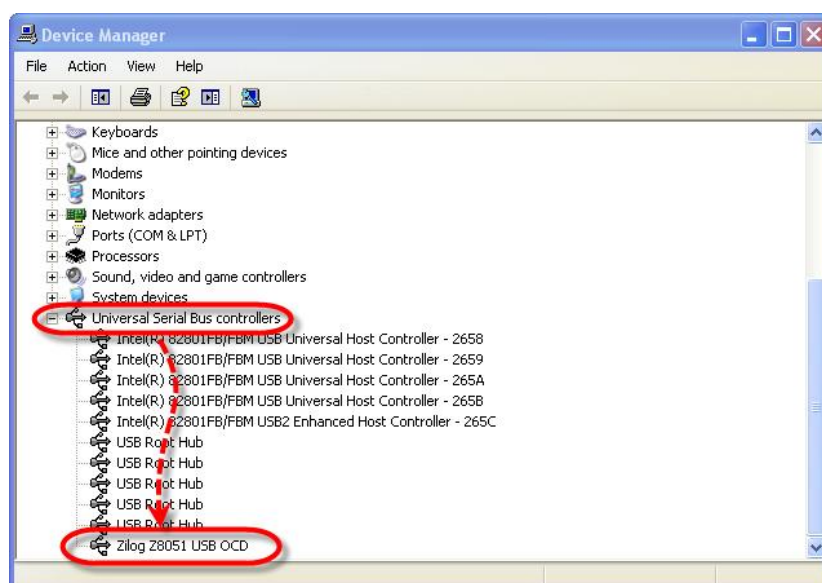 Device Manager
File Action View Help
Keyboards
Mice and other pointing devices
Modems
Monitors
Network adapters
Ports (COM & LPT)
Processors
Sound, video and game controllers
System devices
Universal Serial Bus controllers
Intel(R) 82801FB/FBM USB Universal Host Controller - 2658
Intel(R) 82801FB/FBM USB Universal Host Controller - 2659
Intel(R) 82801FB/FBM USB Universal Host Controller - 265A
Intel(R) 82801FB/FBM USB Universal Host Controller - 265B
Intel(R) 82801FB/FBM USB2 Enhanced Host Controller - 265C
USB Root Hub
USB Root Hub
USB Root Hub
USB Root Hub
USB Root Hub
Zilog Z8051 USB OCD